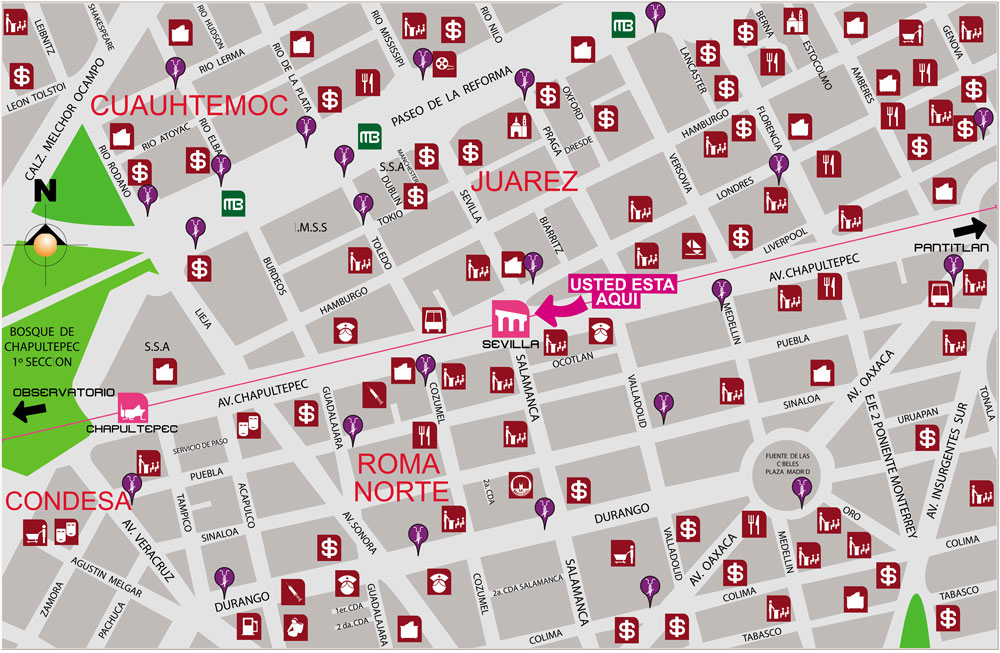 LEIBNITZ
SHAKESPEARE
RIO HUDSON
RIO LERMA
RIO DE LA PLATA
RIO MISSISSIPI
RIO NILO
BERNA
ESTOCOLMO
GENOVA
LANCASTER
AMBERES
LEON TOLSTOI
CALZ. MELCHOR OCAMPO
CUAUHTEMOC
PASEO DE LA REFORMA
OXFORD
HAMBURGO
FLORENCIA
RIO ATOYAC
RIO ELBA
RIO RODANO
PRAGA
DRESDE
S.S.A
MANCHESTER
DUBLIN
TOKIO
JUAREZ
VERSOVIA
LONDRES
N
SEVILLA
BIARRITZ
.M.S.S
TOLEDO
LIVERPOOL
PANTITLAN
AV. CHAPULTEPEC
BURDEOS
HAMBURGO
USTED ESTA
AQUI
LIEJA
MEDELLIN
BOSQUE DE
CHAPULTEPEC
1º SECCION
S.S.A
SEVILLA
OCOTLAN
PUEBLA
OBSERVATORIO
CHAPULTEPEC
AV. CHAPULTEPEC
GUADALAJARA
COZUMEL
SALAMANCA
VALLADOLID
SINALOA
AV. OAXACA
EJE 2 PONIENTE MONTERREY
URUAPAN
AV. INSURGENTES SUR
TONALA
SERVICIO DE PASO
PUEBLA
ROMA
NORTE
FUENTE DE LAS
C BELES
PLAZA MADR D
CONDESA
TAMPICO
ACAPULCO
SINALOA
AV. SONORA
2a. CDA
DURANGO
ORO
AV. VERACRUZ
VALLADOLID
AV. OAXACA
MEDELLIN
COLIMA
AGUSTIN MELGAR
ZAMORA
PACHUCA
DURANGO
1er. CDA
2 da. CDA
GUADALAJARA
COZUMEL
2a. CDA SALAMANCA
SALAMANCA
COLIMA
COLIMA
TABASCO
TABASCO